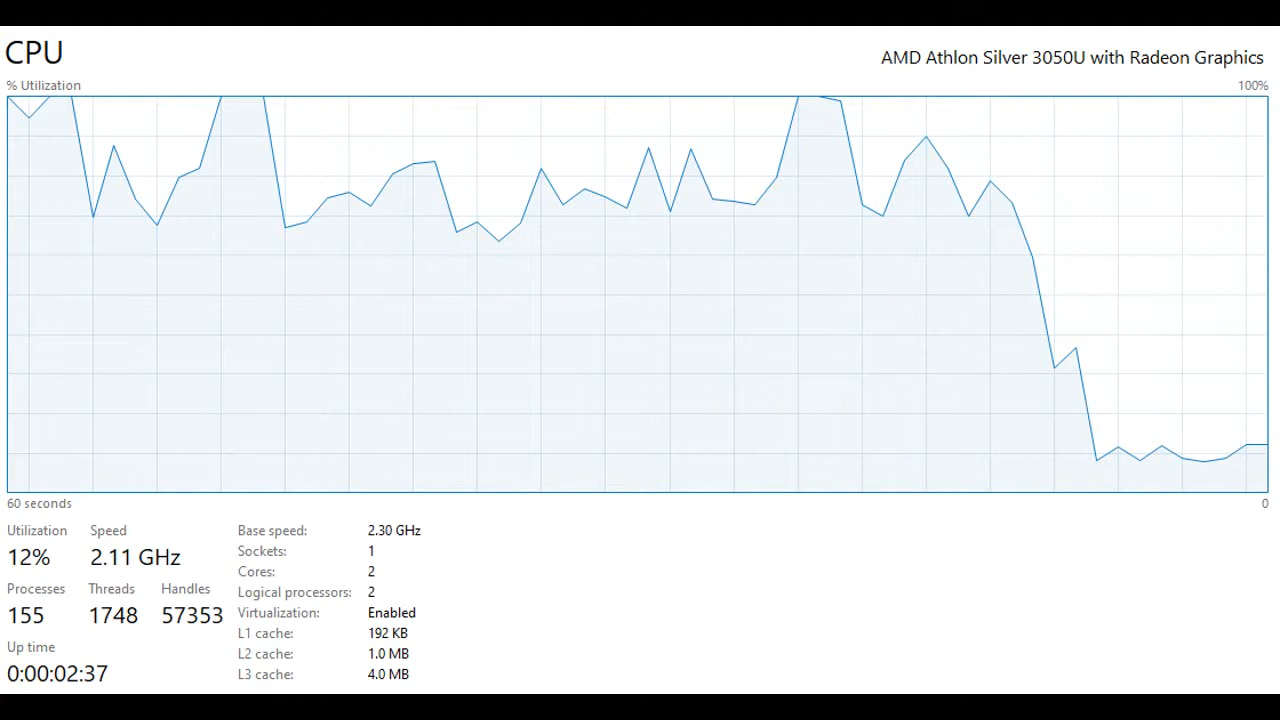 CPU
AMD Athlon Silver 3050U with Radeon Graphics
% Utilization
100%
60 seconds
0
Utilization
Speed
12%
2.11 GHz
Processes
Threads
Handles
155
1748
57353
Up time
0:00:02:37
Base speed: 2.30 GHz
Sockets: 1
Cores: 2
Logical processors: 2
Virtualization: Enabled
L1 cache: 192 KB
L2 cache: 1.0 MB
L3 cache: 4.0 MB